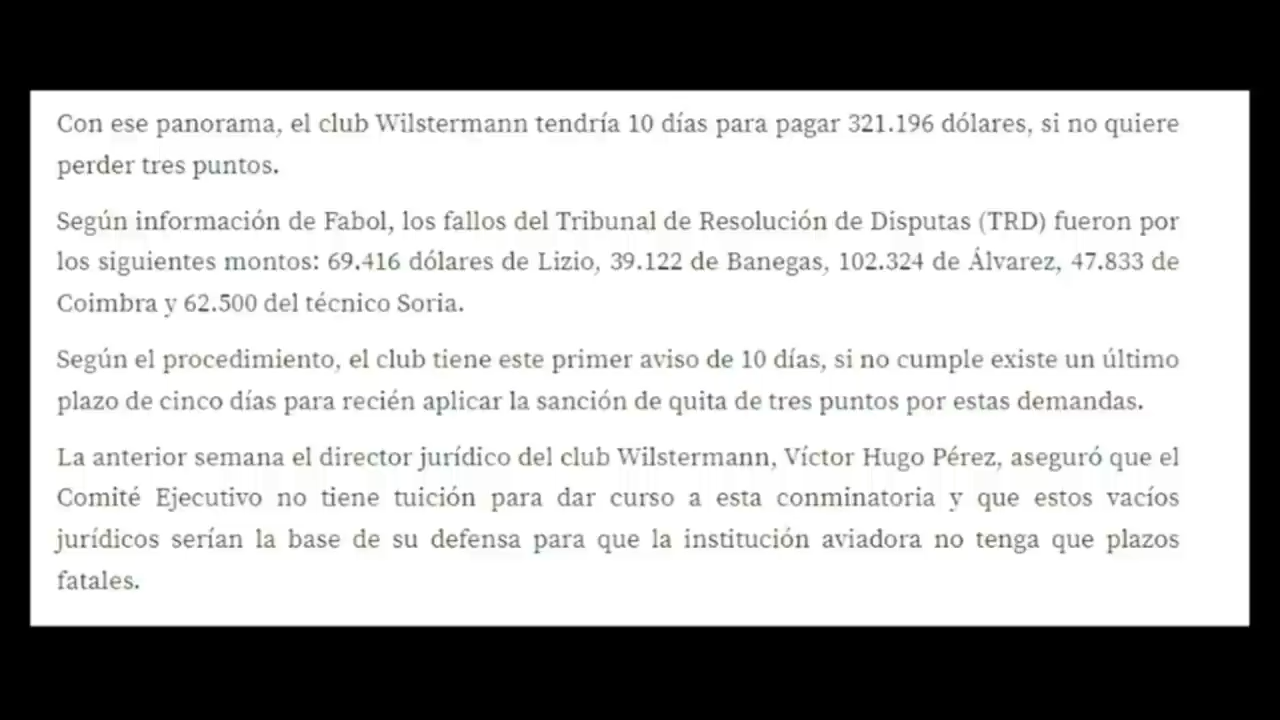 Con ese panorama, el club Wilstermann tendría 10 días para pagar 321.196 dólares, si no quiere
perder tres puntos.
Según información de Fabol, los fallos del Tribunal de Resolución de Disputas (TRD) fueron por
los siguientes montos: 69.416 dólares de Lizio, 39.122 de Banegas, 102.324 de Álvarez, 47.833 de
Coimbra y 62.500 del técnico Soria.
Según el procedimiento, el club tiene este primer aviso de 10 días, si no cumple existe un último
plazo de cinco días para recién aplicar la sanción de quita de tres puntos por estas demandas.
La anterior semana el director jurídico del club Wilstermann, Víctor Hugo Pérez, aseguró que el
Comité Ejecutivo no tiene tuición para dar curso a esta conminatoria y que estos vacíos
jurídicos serían la base de su defensa para que la institución aviadora no tenga que plazos
fatales.